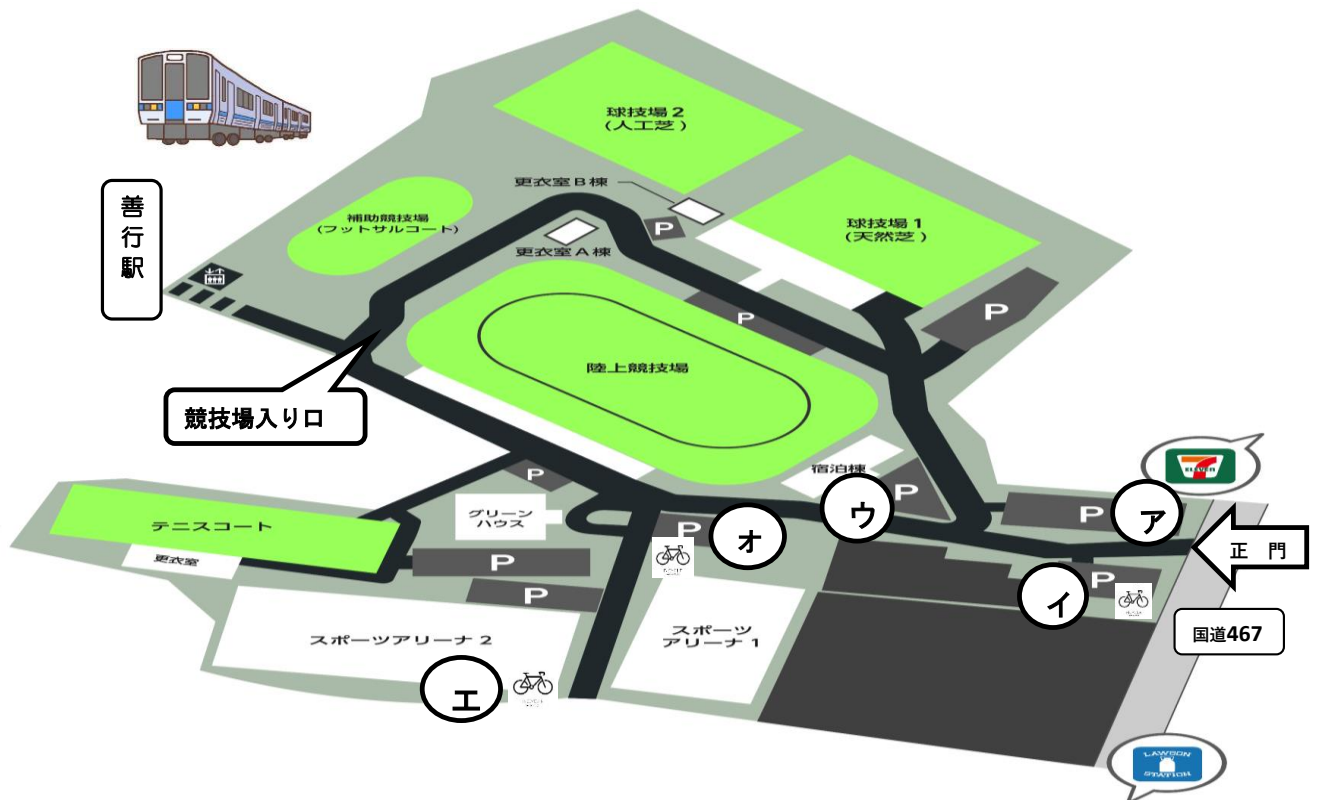 球技場2
(人工芝)
更衣室B棟
善行駅
補助競技場
(フットサルコート)
P
球技場1
(天然芝)
更衣室A棟
P
P
陸上競技場
競技場入り口
宿泊棟
7
ELEVEN
P
P
ウ
P
ア
テニスコート
グリーン
ハウス
P
オ
正 門
更衣室
P
P
イ
P
スポーツアリーナ2
スポーツ
アリーナ1
国道467
エ
LAWSON
STATION